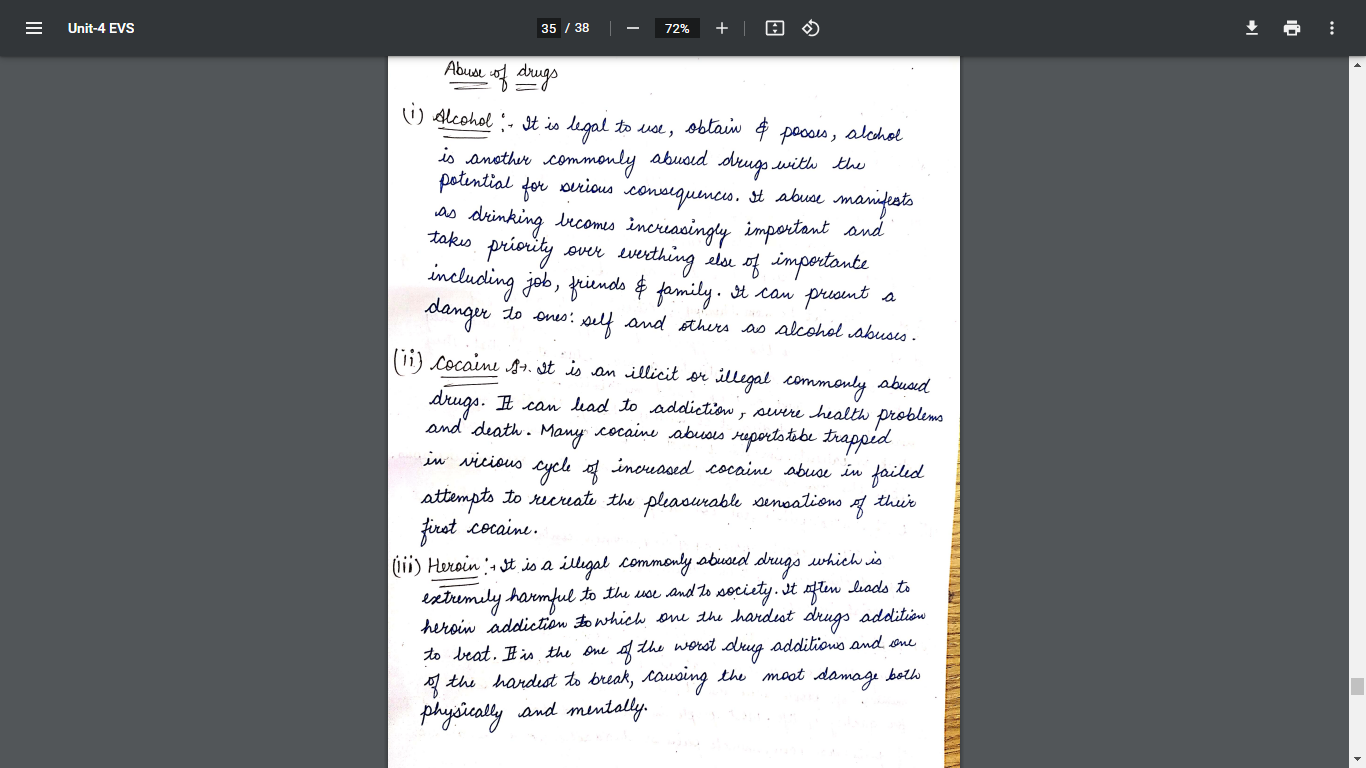 Unit-4 EVS
35 / 38
72%
Abuse of drugs
(i) Alcohol :- It is legal to use, obtain & posses, alcohol
is another commonly abused drugs with the
potential for serious consequences. It abuse manifests
as drinking becomes increasingly important and
takes priority over everthing else of importante
including job, friends & family. It can present a
danger to ones: self and others as alcohol abuses.
(ii) Cocaine :→. It is an illicit or illegal commonly abused
drugs. It can lead to addiction, severe health problems
and death. Many cocaine abuses reports to be trapped
in vicious cycle of increased cocaine abuse in failed
attempts to recreate the pleasurable sensations of their
first cocaine.
(iii) Heroin :→ It is a illegal commonly abused drugs which is
extremely harmful to the use and to society. It often leads to
heroin addiction to which one the hardest drugs addition
to beat. It is the one of the worst drug additions and one
of the hardest to break, causing the most damage both
physically and mentally.